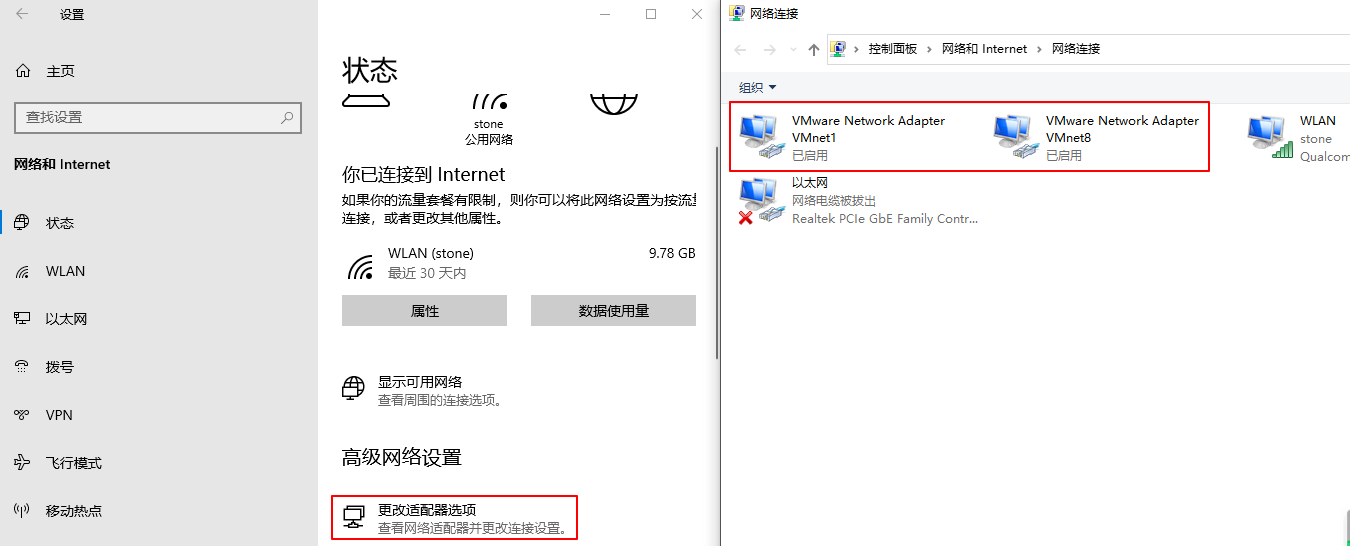 设置
主页
查找设置
网络和 Internet
状态
WLAN
以太网
拨号
VPN
飞行模式
移动热点
状态
stone
公用网络
你已连接到 Internet
如果你的流量套餐有限制，则你可以将此网络设置为按流量
连接，或者更改其他属性。
WLAN (stone)
9.78 GB
最近 30 天内
属性
数据使用量
显示可用网络
查看周围的连接选项。
高级网络设置
更改适配器选项
查看网络适配器并更改连接设置。
网络连接
控制面板 > 网络和 Internet > 网络连接
组织
VMware Network Adapter
VMnet1
已启用
VMware Network Adapter
VMnet8
已启用
WLAN
stone
Qualcom
以太网
网络电缆被拔出
Realtek PCIe GbE Family Contr...